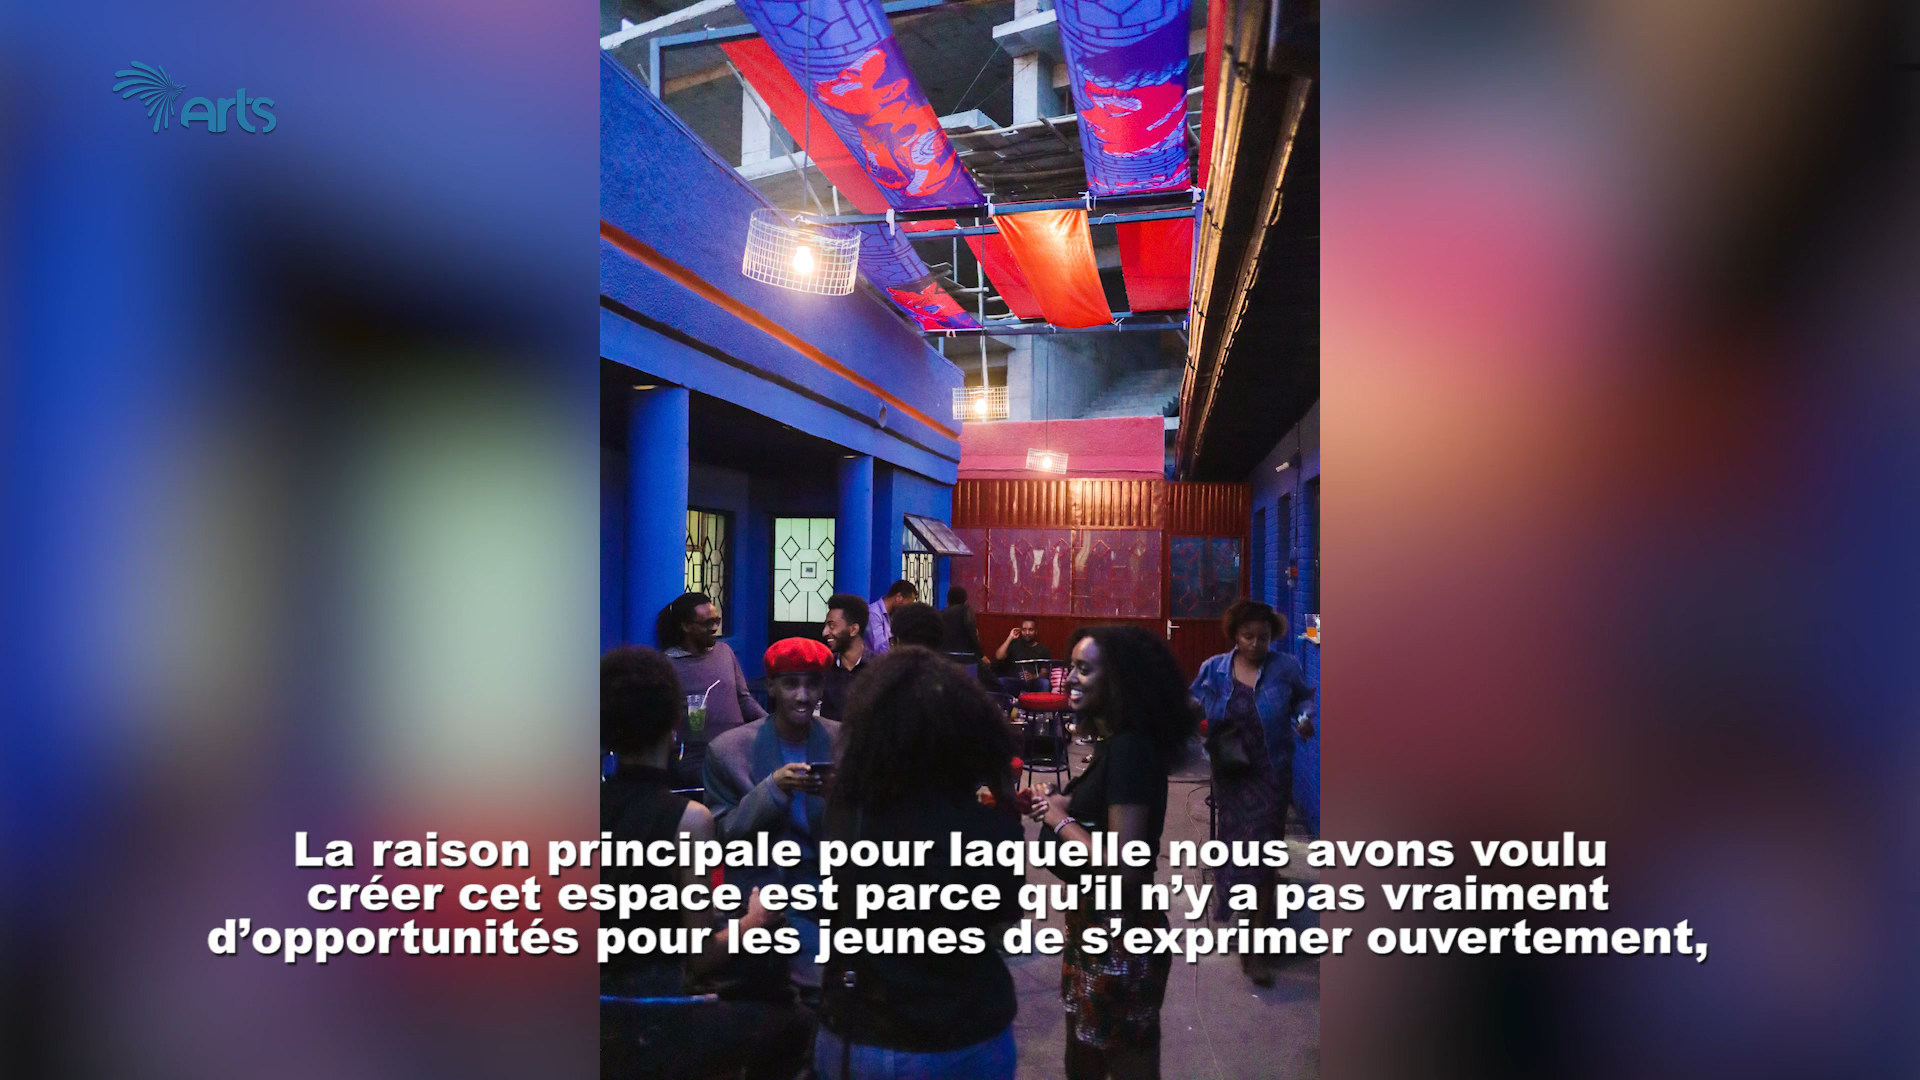 arts
La raison principale pour laquelle nous avons voulu
créer cet espace est parce qu’il n’y a pas vraiment
d’opportunités pour les jeunes de s’exprimer ouvertement,